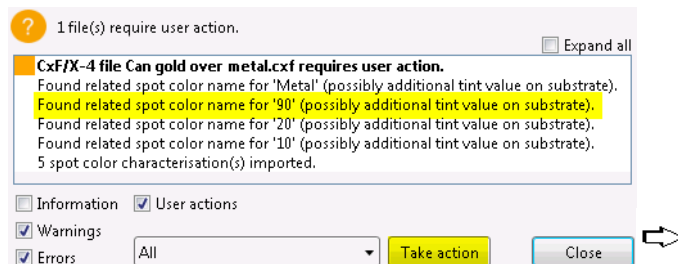 1 file(s) require user action.
Expand all
CxF/X-4 file Can gold over metal.cxf requires user action.
Found related spot color name for 'Metal' (possibly additional tint value on substrate).
Found related spot color name for '90' (possibly additional tint value on substrate).
Found related spot color name for '20' (possibly additional tint value on substrate).
Found related spot color name for '10' (possibly additional tint value on substrate).
5 spot color characterisation(s) imported.
Information User actions
Warnings
Errors All Take action Close